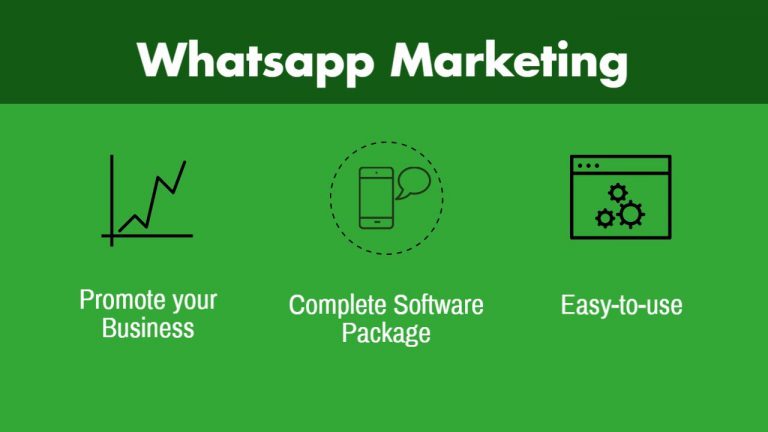 Whatsapp Marketing
Promote your
Business
Complete Software
Package
Easy-to-use